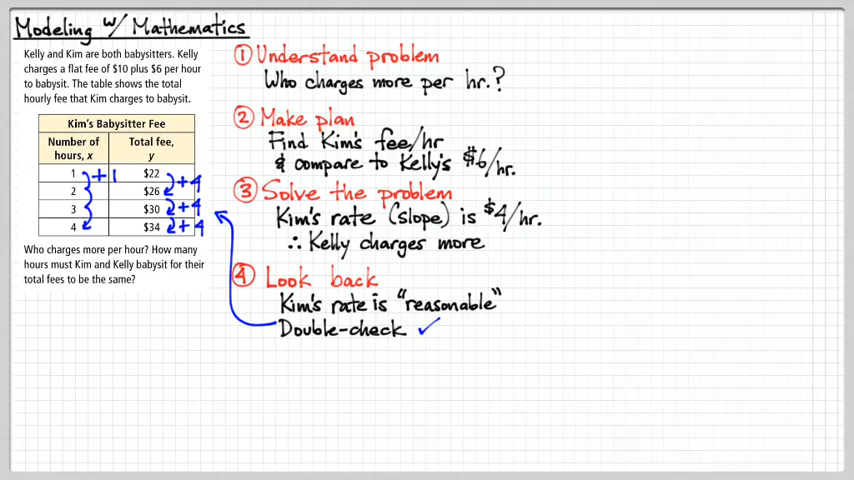 Modeling w/ Mathematics
Kelly and Kim are both babysitters. Kelly
charges a flat fee of $10 plus $6 per hour
to babysit. The table shows the total
hourly fee that Kim charges to babysit.
Kim's Babysitter Fee
Number of hours, x Total fee, y
1 +1 $22 +4
2 $26 +4
3 $30 +4
4 $34
Who charges more per hour? How many
hours must Kim and Kelly babysit for their
total fees to be the same?
① Understand problem
Who charges more per hr.?
② Make plan
Find Kim's fee/hr
& compare to Kelly's $6/hr.
③ Solve the problem
Kim's rate (slope) is $4/hr.
∴ Kelly charges more
④ Look back
Kim's rate is "reasonable"
Double-check ✓